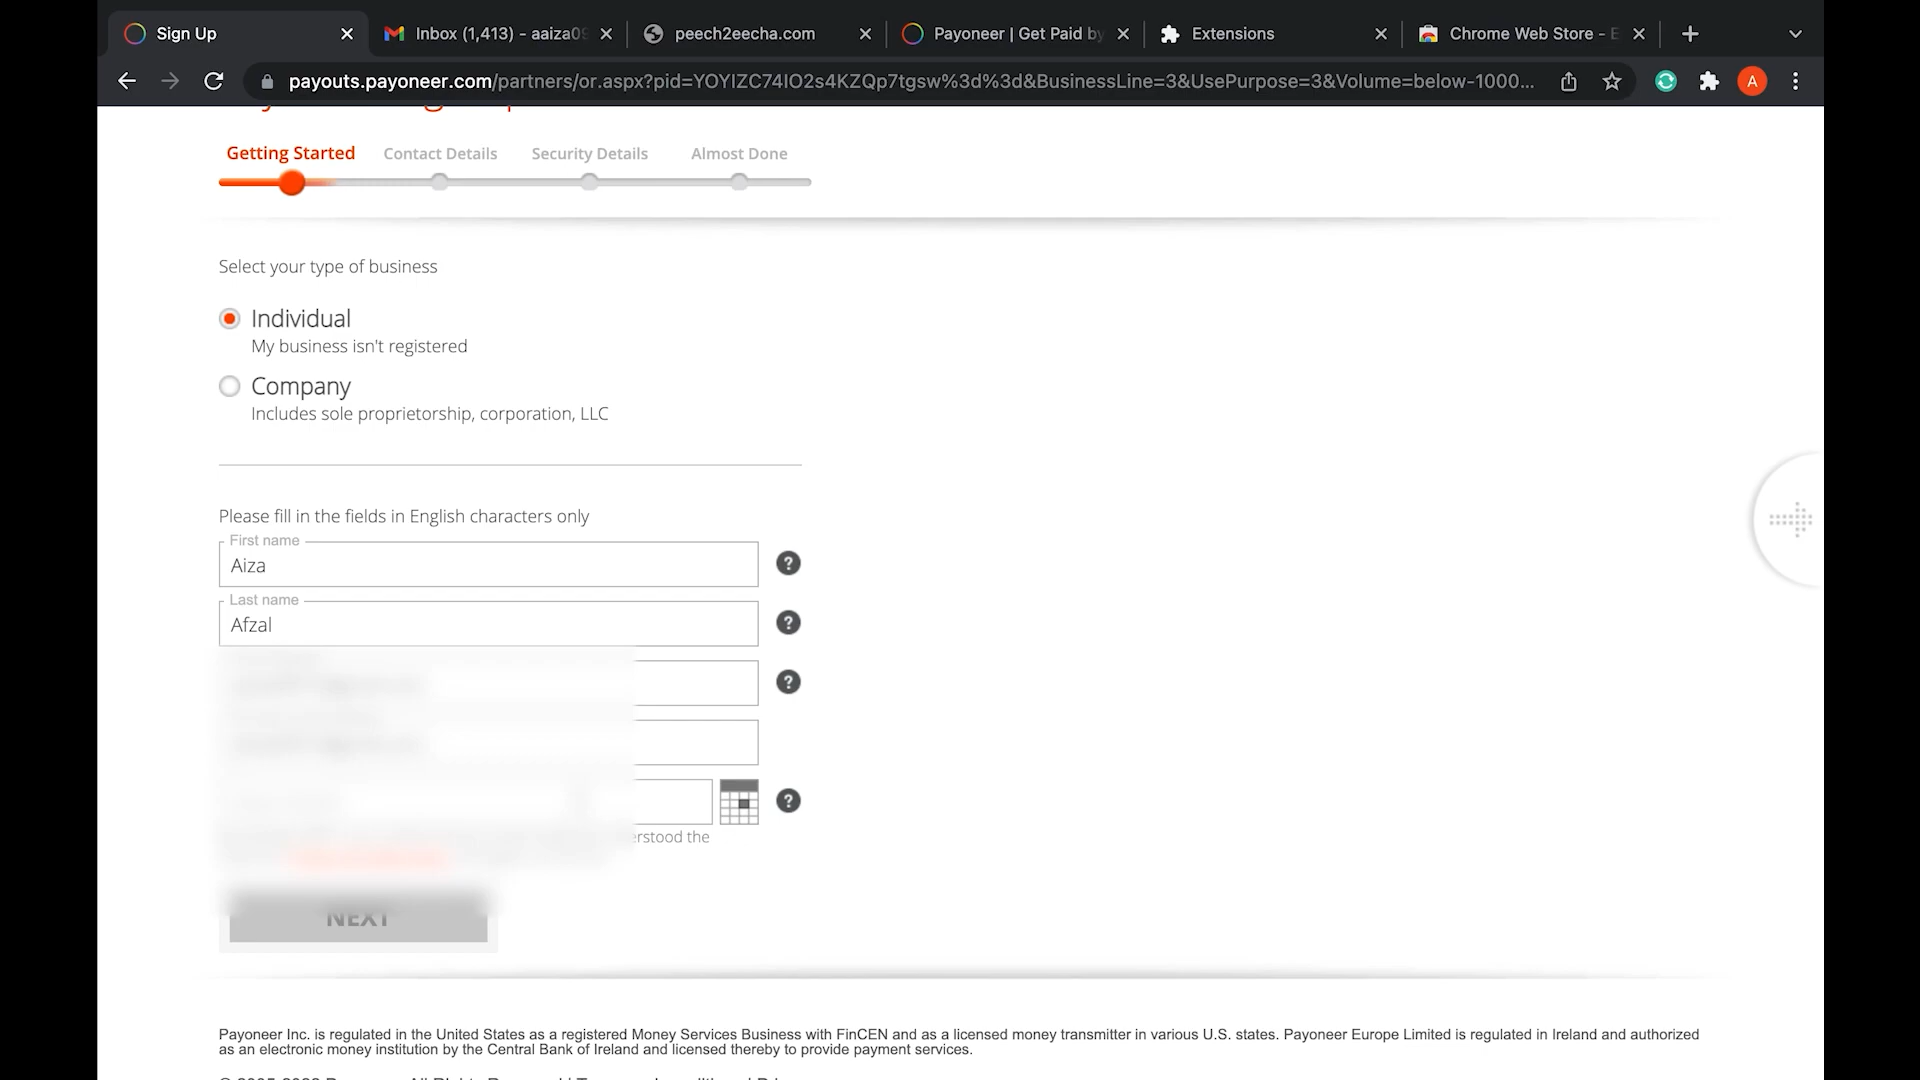 Sign Up
Inbox (1,413) - aaiza09
peech2eecha.com
Payoneer | Get Paid by
Extensions
Chrome Web Store - E
payouts.payoneer.com/partners/or.aspx?pid=YOYIZC74IO2s4KZQp7tgsw%3d%3d&BusinessLine=3&UsePurpose=3&Volume=below-1000...
A
Getting Started
Contact Details
Security Details
Almost Done
Select your type of business
Individual
My business isn't registered
Company
Includes sole proprietorship, corporation, LLC
Please fill in the fields in English characters only
First name
Aiza
?
Last name
Afzal
?
?
?
erstood the
NEXT
Payoneer Inc. is regulated in the United States as a registered Money Services Business with FinCEN and as a licensed money transmitter in various U.S. states. Payoneer Europe Limited is regulated in Ireland and authorized
as an electronic money institution by the Central Bank of Ireland and licensed thereby to provide payment services.